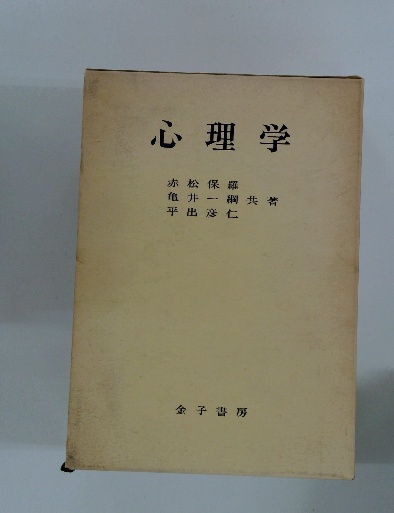 心理学
赤松保羅
亀井一綱共著
平出彦仁
金子書房